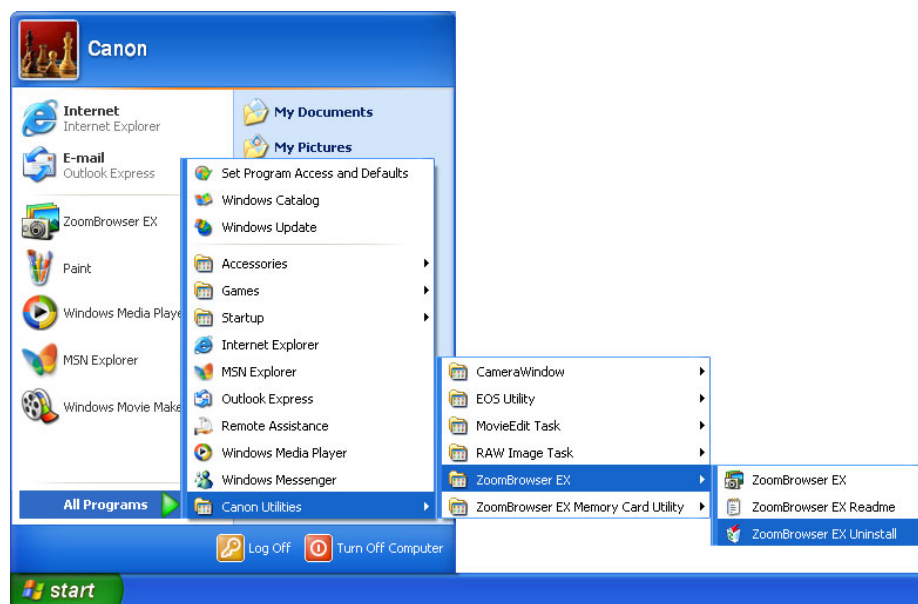 Canon
Internet
Internet Explorer
E-mail
Outlook Express
ZoomBrowser EX
Paint
Windows Media Playe
MSN Explorer
Windows Movie Make
All Programs
My Documents
My Pictures
Set Program Access and Defaults
Windows Catalog
Windows Update
Accessories
Games
Startup
Internet Explorer
MSN Explorer
Outlook Express
Remote Assistance
Windows Media Player
Windows Messenger
Canon Utilities
CameraWindow
EOS Utility
MovieEdit Task
RAW Image Task
ZoomBrowser EX
ZoomBrowser EX Memory Card Utility
ZoomBrowser EX
ZoomBrowser EX Readme
ZoomBrowser EX Uninstall
Log Off
Turn Off Computer
start